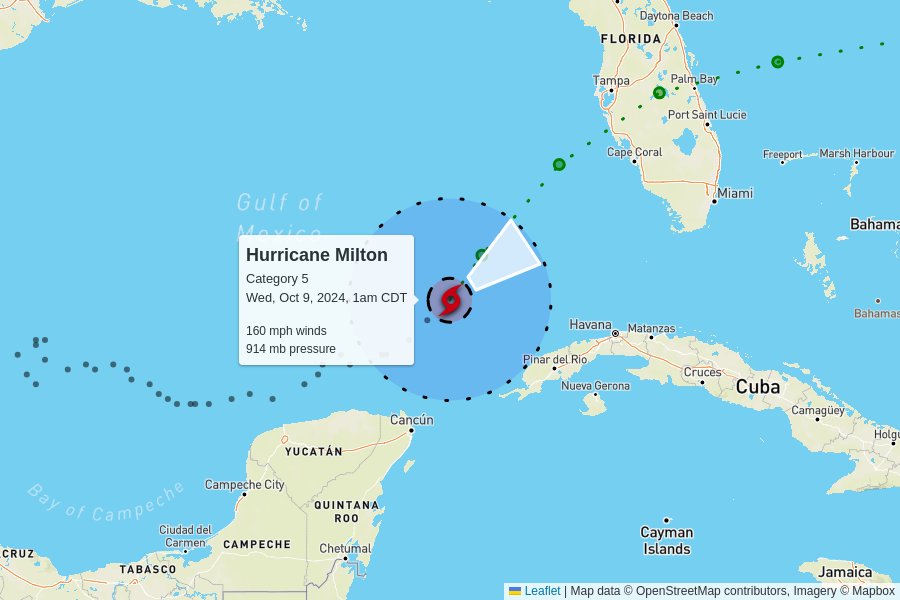 Daytona Beach
FLORIDA
Tampa
Palm Bay
Port Saint Lucie
Cape Coral
Freeport
Marsh Harbour
Miami
Gulf of
Mexico
Bahama
Hurricane Milton
Category 5
Wed, Oct 9, 2024, 1am CDT
160 mph winds
914 mb pressure
Bahamas
Havana
Matanzas
Pinar del Rio
Cruces
Nueva Gerona
Cuba
Camagüey
Holgu
Cancún
YUCATÁN
Campeche City
Bay of Campeche
QUINTANA
ROO
Ciudad del
Carmen
CAMPECHE
Chetumal
Cayman
Islands
CRUZ
TABASCO
Jamaica
Leaflet | Map data © OpenStreetMap contributors, Imagery © Mapbox